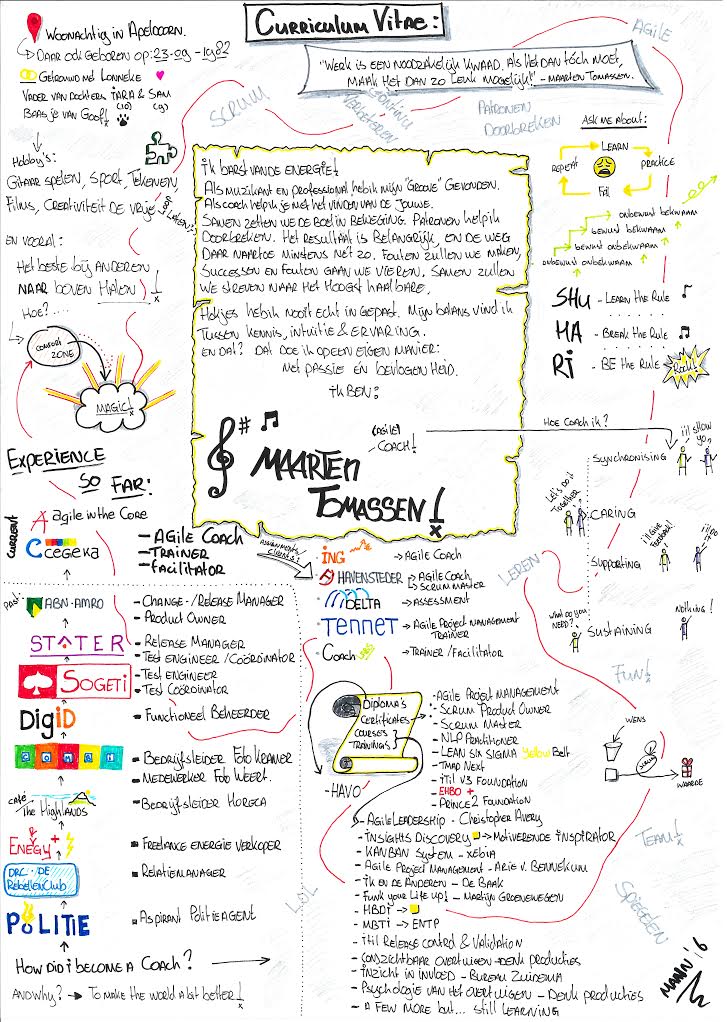 Curriculum Vitae:
Woonachtig in Apeldoorn.
Daar ook geboren op: 23-09-1982
Getrouwd met Lonneke
Vader van dochters Tara & Sam
(10) (9)
Baasje van Goof!
Hobby's:
Gitaar spelen, Sport, Tekenen,
Films, Creativiteit de vrije loop laten!
En vooral:
Het beste bij anderen
naar boven halen!
Hoe?....
Comfort zone
Magic!
"Werk is een noodzakelijk kwaad. Als het dan tóch moet,
maak het dan zo leuk mogelijk!" - Maarten Tomassen.
Agile
Scrum
Continu verbeteren
Patronen doorbreken
Ask me about:
Learn
Repeat
Practice
Fail
onbewust bekwaam
bewust bekwaam
bewust onbekwaam
onbewust onbekwaam
Shu - Learn the Rule
Ha - Break the Rule
Ri - Be the Rule
Rock!
Ik barst van de energie!
Als muzikant en professional heb ik mijn "groove" gevonden.
Als coach help ik je met het vinden van de jouwe.
Samen zetten we de boel in beweging. Patronen help ik
doorbreken. Het resultaat is belangrijk, en de weg
daar naartoe minstens net zo. Fouten zullen we maken,
Successen en fouten gaan we vieren. Samen zullen
we streven naar het hoogst haalbare.
Hokjes heb ik nooit echt in gepast. Mijn balans vind ik
tussen kennis, intuïtie & ervaring.
En dat? Dat doe ik op een eigen manier:
met passie en bevlogenheid.
Ik ben:
(Agile) Coach!
Maarten
Tomassen!
Hoe coach ik?
i'll show you
Synchronising
Let's do it together!
Caring
i'll give feedback!
i'll do it
Supporting
What do you need?
Nothing!
Sustaining
Experience
so far:
current
agile in the Core
Cegeka
- Agile Coach
- Trainer
- Facilitator
past
ABN·AMRO
- Change-/Release Manager
- Product Owner
STATER
- Release Manager
- Test engineer/Coördinator
Sogeti
- Test engineer
- Test Coördinator
DigiD
- Functioneel Beheerder
- Bedrijfsleider Foto Kramer
- Medewerker Foto Weert.
café The Highlands
- Bedrijfsleider Horeca
Energy+
- Freelance energie verkoper
DRC - De Rebellenclub
- Relatiemanager
POLITIE
- Aspirant Politieagent
How did i become a Coach?
And why? → To make the world a bit better!
Assignments / Clients:
ING → Agile Coach
Havensteder → Agile Coach
Scrum Master
Delta → Assessment
TenneT → Agile Project Management
Trainer
Coach → Trainer/Facilitator
Leren
Diploma's
Certificates
Courses
Trainings
- HAVO
- Agile Project Management
- Scrum Product Owner
- Scrum Master
- NLP Practitioner
- Lean Six Sigma Yellow Belt
- TMap Next
- iTil V3 Foundation
- EHBO +
- Prince2 Foundation
- Agile Leadership - Christopher Avery
- Insights Discovery → Motiverende inspirator
- Kanban System - Xebia
- Agile Project Management - Arie v. Bennekum
- Ik en de Anderen - De Baak
- Funk your Life up! - Martijn Groenewegen
- HBDI →
- MBTI → ENTP
- itil Release Control & Validation
- Onzichtbaar overtuigen - Denk producties
- Inzicht in invloed - Bureau Zuidema
- Psychologie van het overtuigen - Denk producties
- A few more but... still learning
Fun!
Wens
Scrum
Waarde
Team!
LOL
Spiegelen
Maan '16